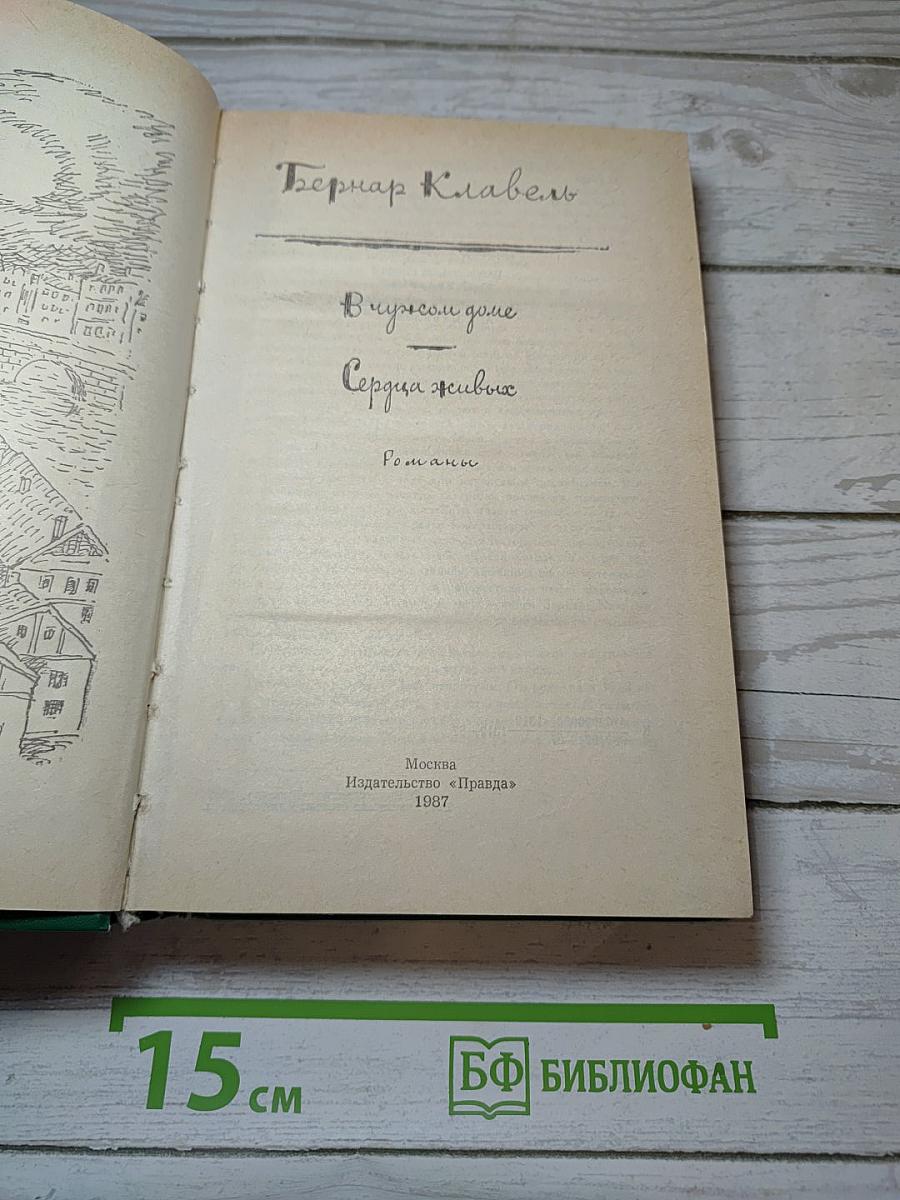 Бернар Клавель
В чужом доме
Сердца живых
Романы
Москва
Издательство «Правда»
1987
15 см
БФ БИБЛИОФАН